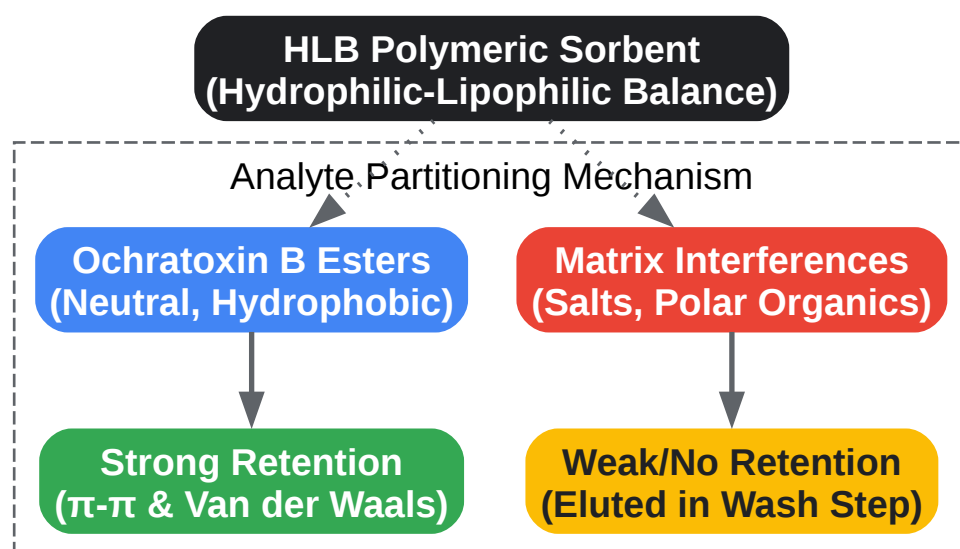 HLB Polymeric Sorbent
(Hydrophilic-Lipophilic Balance)
Analyte Partitioning Mechanism
Ochratoxin B Esters
(Neutral, Hydrophobic)
Matrix Interferences
(Salts, Polar Organics)
Strong Retention
(π-π & Van der Waals)
Weak/No Retention
(Eluted in Wash Step)